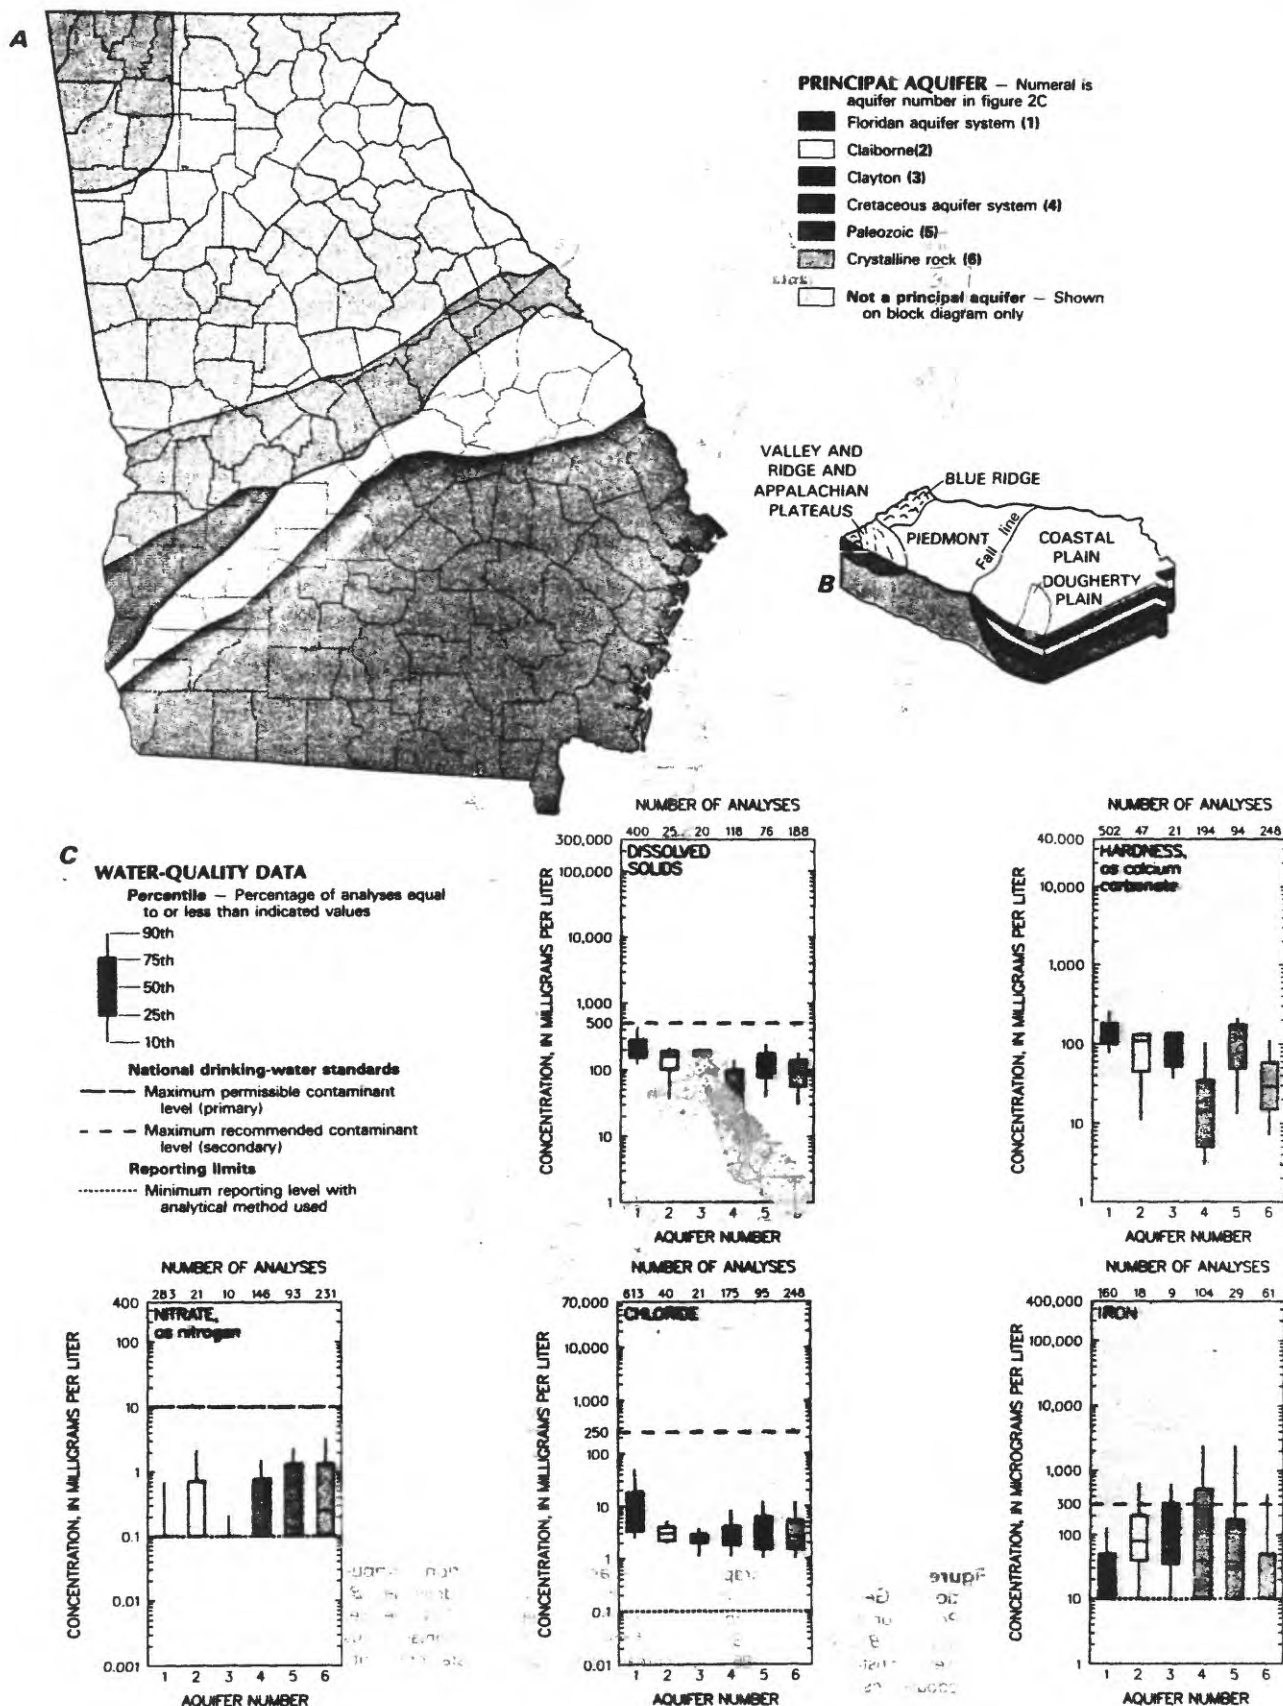 A
PRINCIPAL AQUIFER — Numeral is
aquifer number in figure 2C
Floridan aquifer system (1)
Claiborne(2)
Clayton (3)
Cretaceous aquifer system (4)
Paleozoic (5)
Crystalline rock (6)
Not a principal aquifer — Shown
on block diagram only
VALLEY AND
RIDGE AND
APPALACHIAN
PLATEAUS
BLUE RIDGE
PIEDMONT
Fall line
COASTAL
PLAIN
DOUGHERTY
PLAIN
B
C
WATER-QUALITY DATA
Percentile — Percentage of analyses equal
to or less than indicated values
90th
75th
50th
25th
10th
National drinking-water standards
Maximum permissible contaminant
level (primary)
Maximum recommended contaminant
level (secondary)
Reporting limits
Minimum reporting level with
analytical method used
NUMBER OF ANALYSES
400 25 20 118 76 188
DISSOLVED
SOLIDS
CONCENTRATION, IN MILLIGRAMS PER LITER
300,000
100,000
10,000
1,000
500
100
10
1
1 2 3 4 5
AQUIFER NUMBER
NUMBER OF ANALYSES
502 47 21 194 94 248
HARDNESS,
as calcium
carbonate
CONCENTRATION, IN MILLIGRAMS PER LITER
40,000
10,000
1,000
100
10
1
1 2 3 4 5 6
AQUIFER NUMBER
NUMBER OF ANALYSES
283 21 10 146 93 231
NITRATE,
as nitrogen
CONCENTRATION, IN MILLIGRAMS PER LITER
400
100
10
1
0.1
0.01
0.001
1 2 3 4 5 6
AQUIFER NUMBER
NUMBER OF ANALYSES
613 40 21 175 95 248
CHLORIDE
CONCENTRATION, IN MILLIGRAMS PER LITER
70,000
10,000
1,000
250
100
10
1
0.1
0.01
1 2 3 4 5 6
AQUIFER NUMBER
NUMBER OF ANALYSES
160 18 9 104 29 61
IRON
CONCENTRATION, IN MICROGRAMS PER LITER
400,000
100,000
10,000
1,000
300
100
10
1
1 2 3 4 5 6
AQUIFER NUMBER